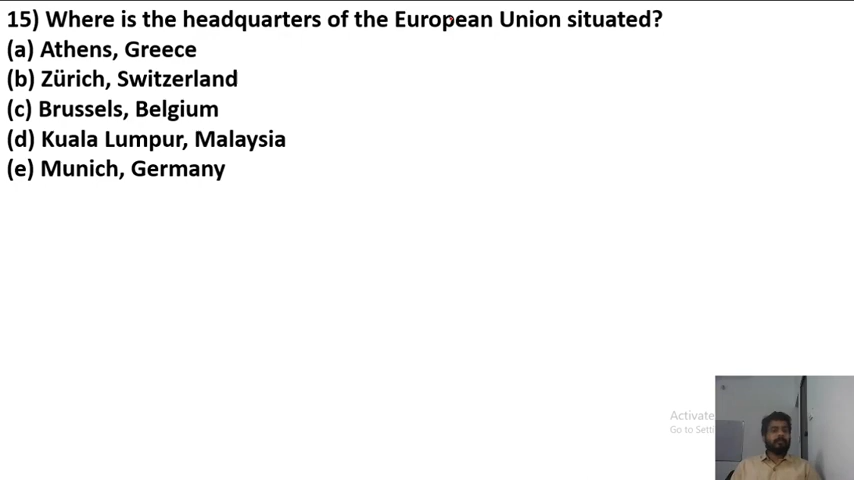 15) Where is the headquarters of the European Union situated?
(a) Athens, Greece
(b) Zürich, Switzerland
(c) Brussels, Belgium
(d) Kuala Lumpur, Malaysia
(e) Munich, Germany
Activate
Go to Setti